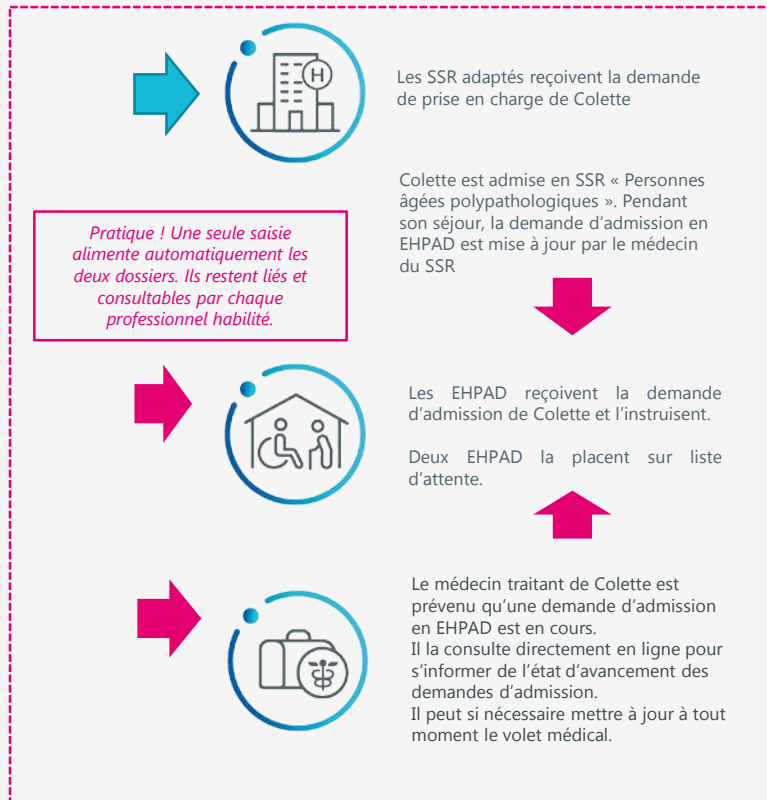 H
Les SSR adaptés reçoivent la demande
de prise en charge de Colette
Colette est admise en SSR « Personnes
âgées polypathologiques ». Pendant
son séjour, la demande d'admission en
EHPAD est mise à jour par le médecin
du SSR
Pratique ! Une seule saisie
alimente automatiquement les
deux dossiers. Ils restent liés et
consultables par chaque
professionnel habilité.
Les EHPAD reçoivent la demande
d'admission de Colette et l'instruisent.
Deux EHPAD la placent sur liste
d'attente.
Le médecin traitant de Colette est
prévenu qu'une demande d'admission
en EHPAD est en cours.
Il la consulte directement en ligne pour
s'informer de l'état d'avancement des
demandes d'admission.
Il peut si nécessaire mettre à jour à tout
moment le volet médical.